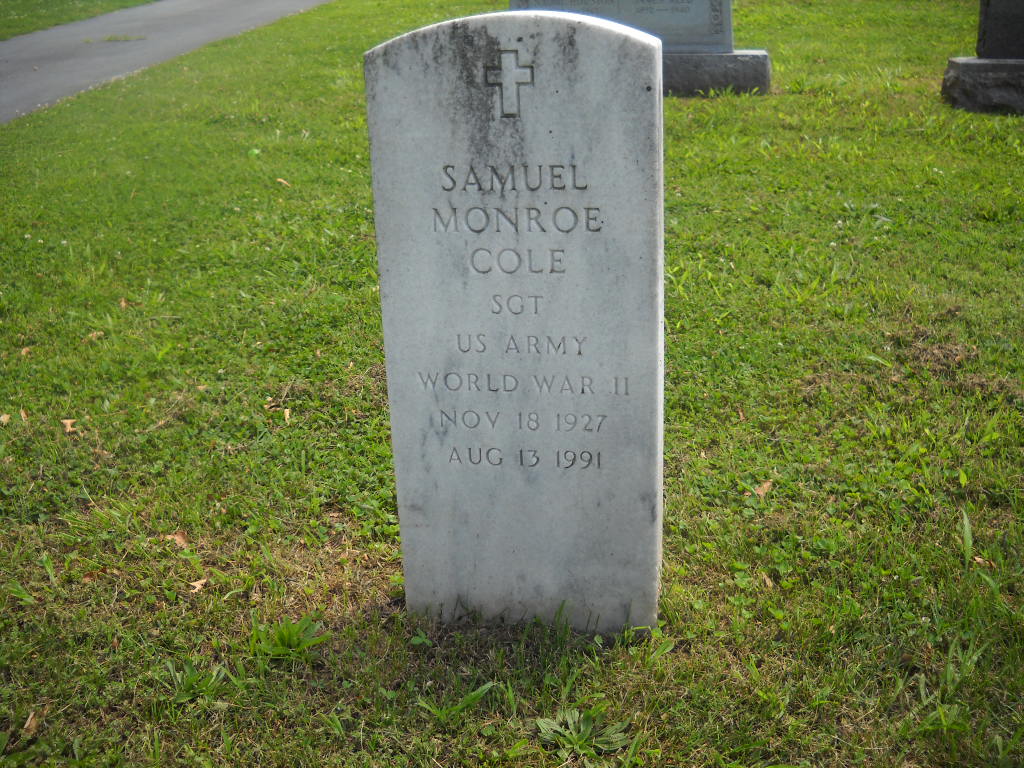 SAMUEL
MONROE
COLE
SGT
US ARMY
WORLD WAR II
NOV 18 1927
AUG 13 1991